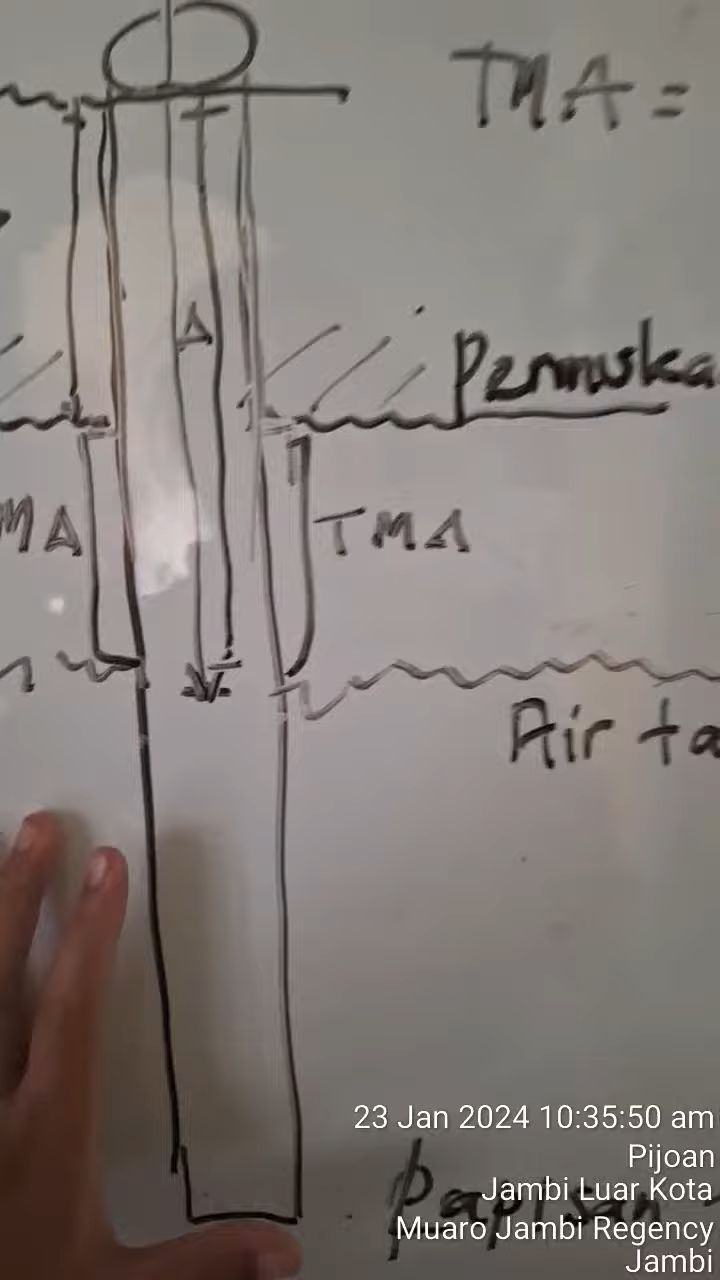 TMA =
A
Permuka
MA
TMA
Air ta
Lapisan
23 Jan 2024 10:35:50 am
Pijoan
Jambi Luar Kota
Muaro Jambi Regency
Jambi